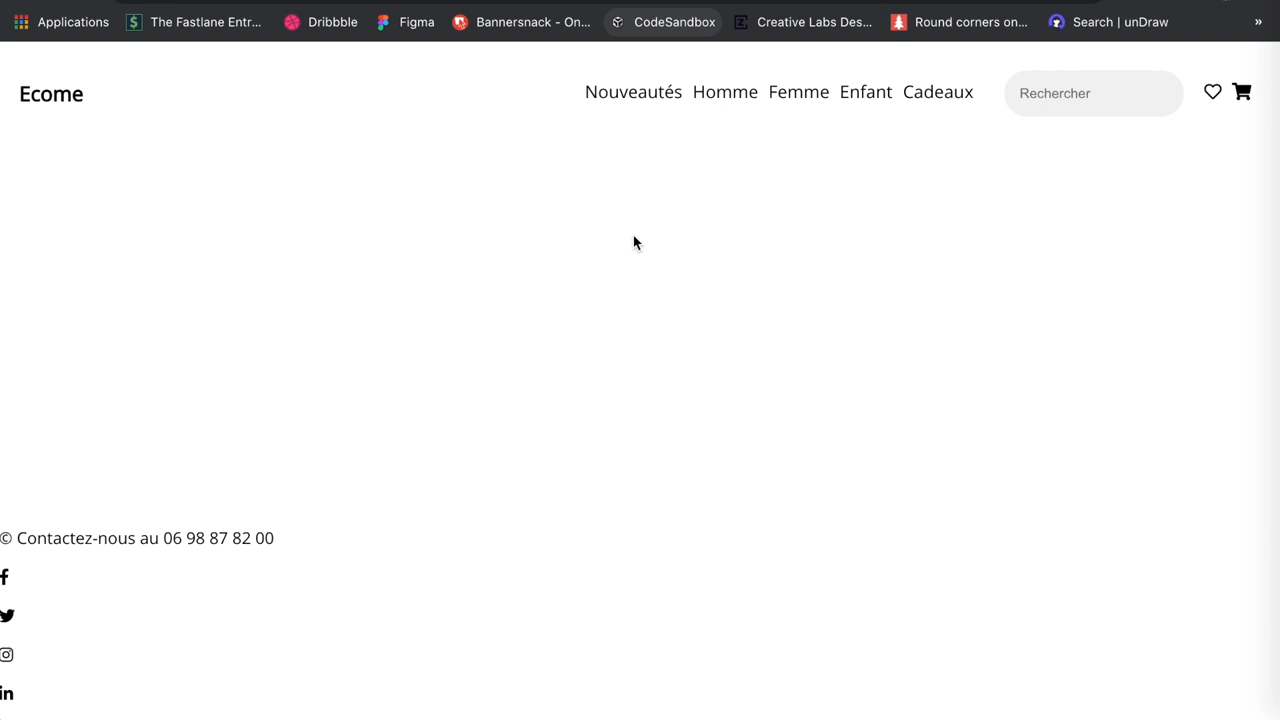 Applications The Fastlane Entr... Dribbble Figma Bannersnack - On... CodeSandbox Creative Labs Des... Round corners on... Search | unDraw »
Ecome Nouveautés Homme Femme Enfant Cadeaux Rechercher
© Contactez-nous au 06 98 87 82 00